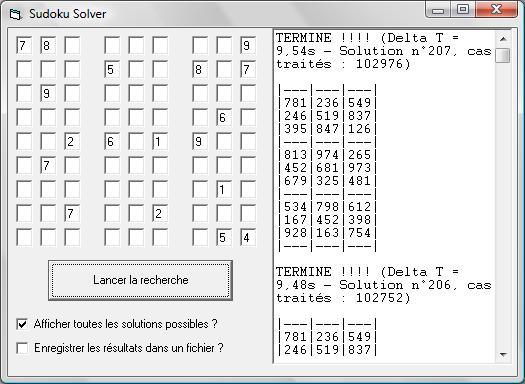 Sudoku Solver
7 8 9
5 8 7
9
6
2 6 1 9
7
1
7 2
5 4
Lancer la recherche
Afficher toutes les solutions possibles ?
Enregistrer les résultats dans un fichier ?
TERMINE !!!! (Delta T =
9,54s - Solution n°207, cas
traités : 102976)
|---|---|---|
|781|236|549|
|246|519|837|
|395|847|126|
|---|---|---|
|813|974|265|
|452|681|973|
|679|325|481|
|---|---|---|
|534|798|612|
|167|452|398|
|928|163|754|
|---|---|---|
TERMINE !!!! (Delta T =
9,48s - Solution n°206, cas
traités : 102752)
|---|---|---|
|781|236|549|
|246|519|837|